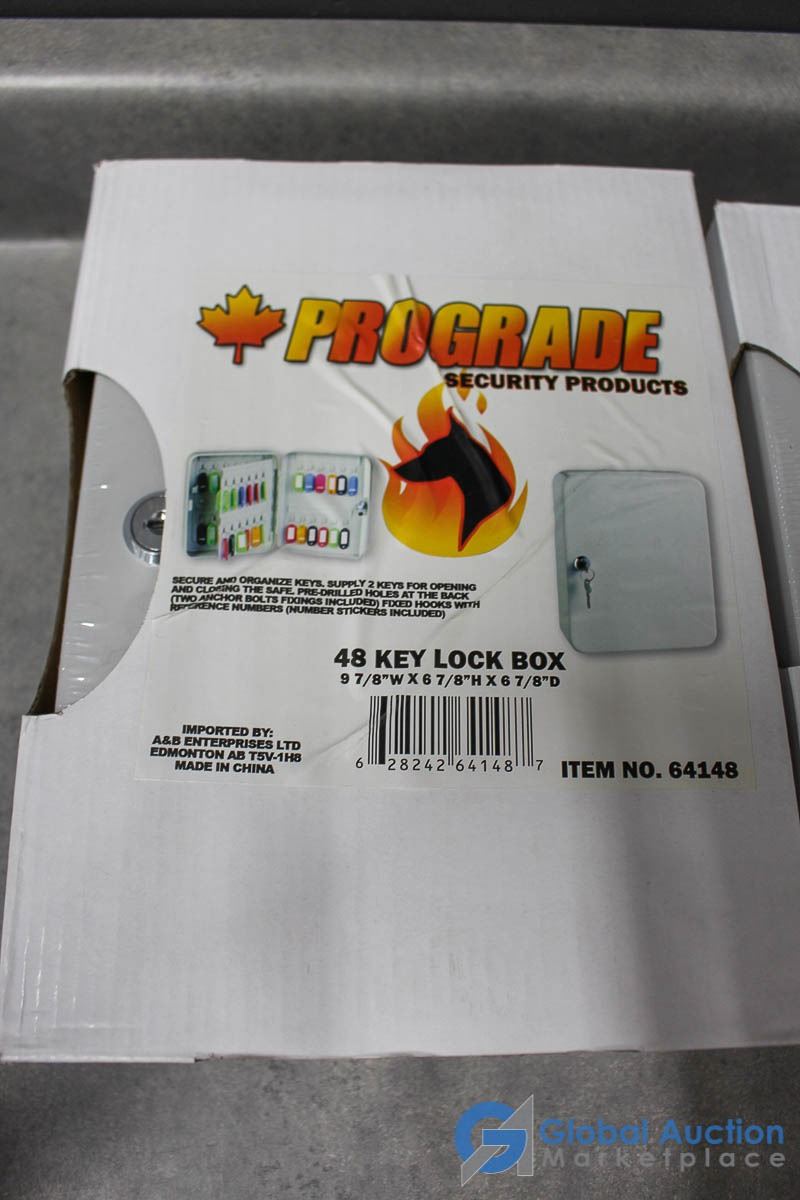 PROGRADE
SECURITY PRODUCTS
SECURE AND ORGANIZE KEYS. SUPPLY 2 KEYS FOR OPENING
AND CLOSING THE SAFE. PRE-DRILLED HOLES AT THE BACK
(TWO ANCHOR BOLTS FIXINGS INCLUDED) FIXED HOOKS WITH
REFERENCE NUMBERS (NUMBER STICKERS INCLUDED)
48 KEY LOCK BOX
9 7/8"W X 6 7/8"H X 6 7/8"D
IMPORTED BY:
A&B ENTERPRISES LTD
EDMONTON AB T5V-1H8
MADE IN CHINA
6 28242 64148 7
ITEM NO. 64148
Global Auction
Marketplace